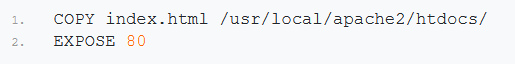 1. COPY index.html /usr/local/apache2/htdocs/
2. EXPOSE 80